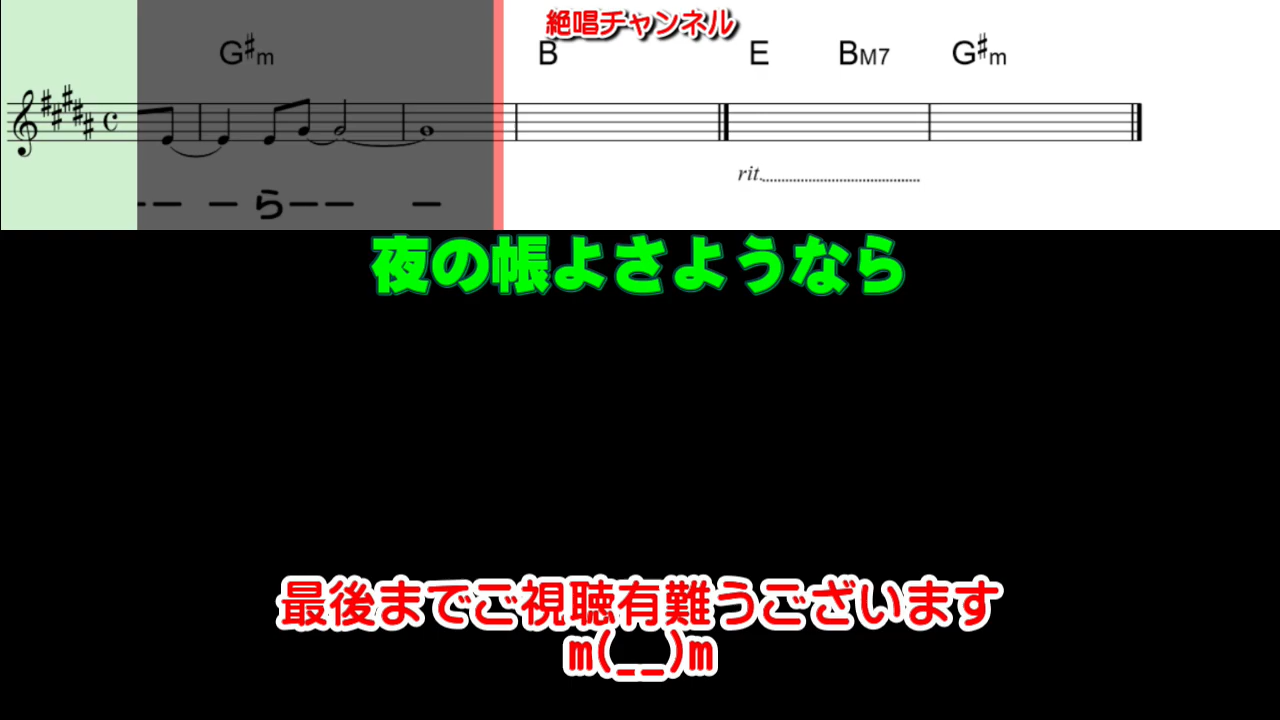 絶唱チャンネル
G♯m B E BM7 G♯m
rit.
ーー ーらーー ー
夜の帳よさようなら
最後までご視聴有難うございます
m(__)m